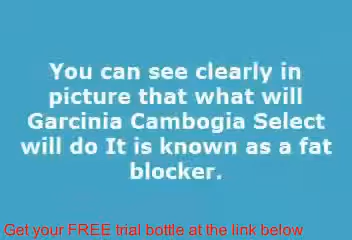 You can see clearly in
picture that what will
Garcinia Cambogia Select
will do It is known as a fat
blocker.
Get your FREE trial bottle at the link below